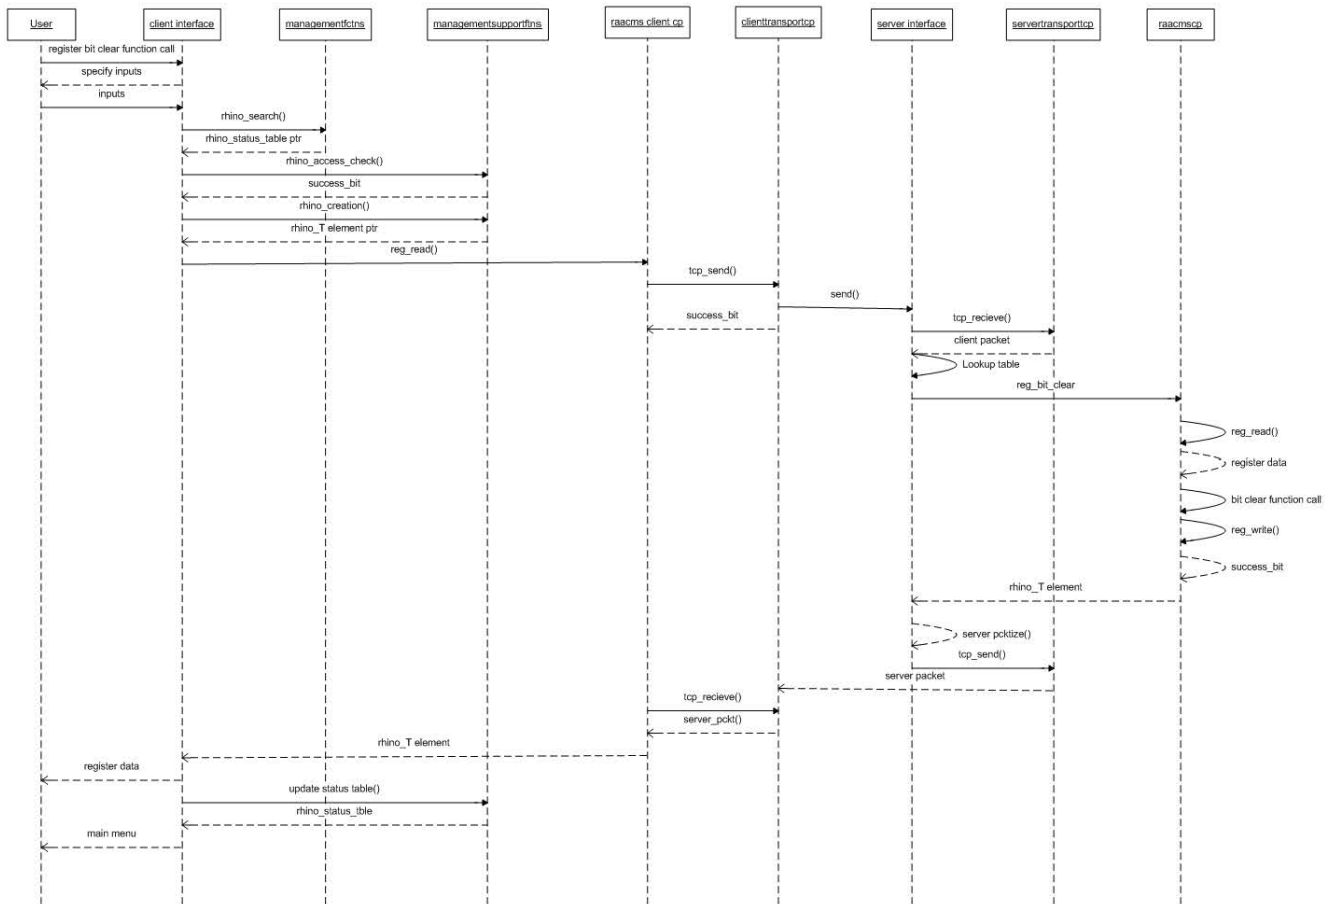 User
client interface
managementfctns
managementsupportftns
raacms client cp
clienttransportcp
server interface
servertransporttcp
raacmscp
register bit clear function call
specify inputs
inputs
rhino_search()
rhino_status_table ptr
rhino_access_check()
success_bit
rhino_creation()
rhino_T element ptr
reg_read()
tcp_send()
send()
success_bit
tcp_recieve()
client packet
Lookup table
reg_bit_clear
reg_read()
register data
bit clear function call
reg_write()
success_bit
rhino_T element
server pcktize()
tcp_send()
server packet
tcp_recieve()
server_pckt()
rhino_T element
register data
update status table()
rhino_status_tble
main menu